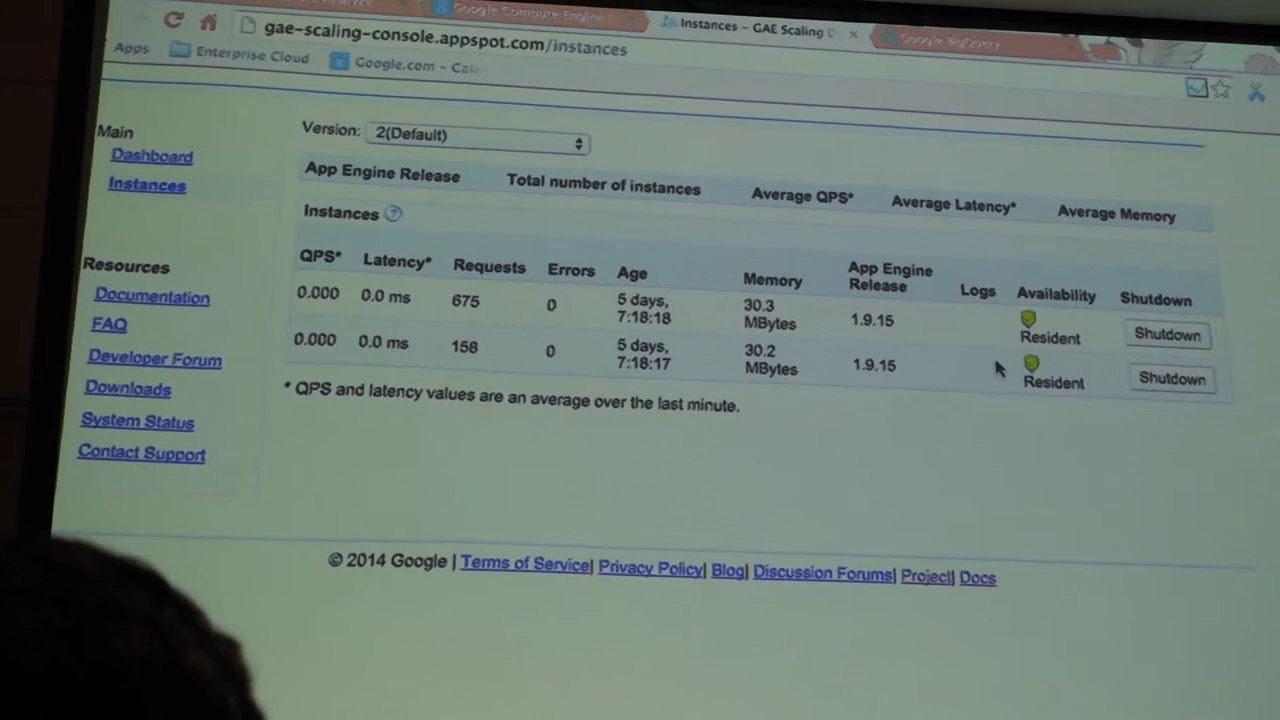 Google Compute Engine
Instances - GAE Scaling
Google BigQuery
gae-scaling-console.appspot.com/instances
Apps Enterprise Cloud Google.com - Cale
Main
Dashboard
Instances
Resources
Documentation
FAQ
Developer Forum
Downloads
System Status
Contact Support
Version: 2(Default)
App Engine Release Total number of instances Average QPS* Average Latency* Average Memory
Instances ?
QPS* Latency* Requests Errors Age Memory App Engine Release Logs Availability Shutdown
0.000 0.0 ms 675 0 5 days, 7:18:18 30.3 MBytes 1.9.15 Resident Shutdown
0.000 0.0 ms 158 0 5 days, 7:18:17 30.2 MBytes 1.9.15 Resident Shutdown
* QPS and latency values are an average over the last minute.
© 2014 Google | Terms of Service| Privacy Policy| Blog| Discussion Forums| Project| Docs